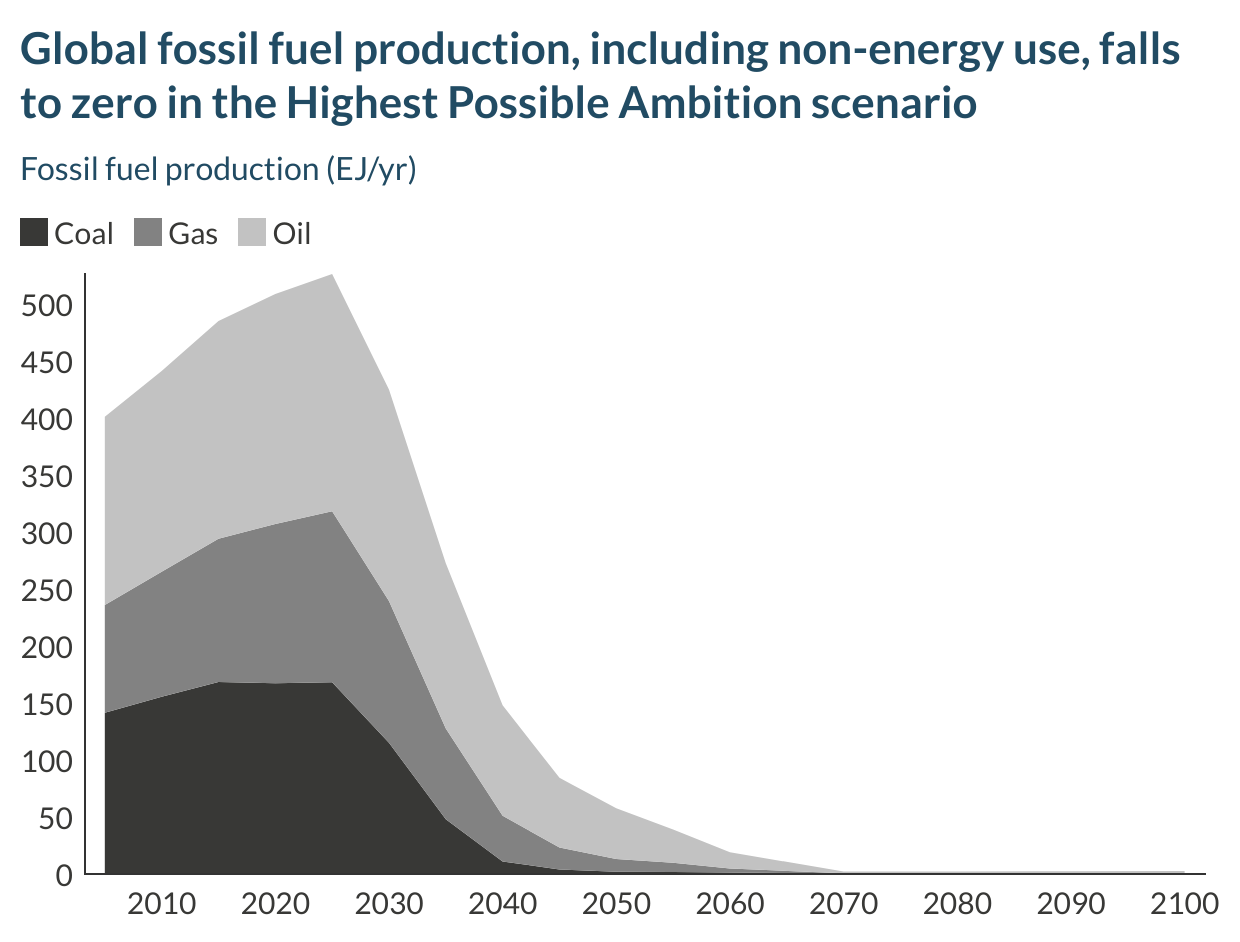 Global fossil fuel production, including non-energy use, falls
to zero in the Highest Possible Ambition scenario
Fossil fuel production (EJ/yr)
Coal Gas Oil
500
450
400
350
300
250
200
150
100
50
0
2010 2020 2030 2040 2050 2060 2070 2080 2090 2100